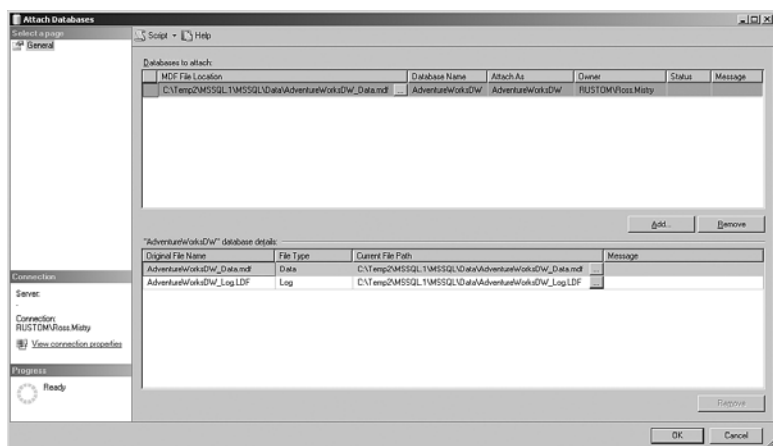 Attach Databases
Select a page
General
Script Help
Databases to attach:
MDF File Location Database Name Attach As Owner Status Message
C:\Temp2\MSSQL.1\MSSQL\Data\AdventureWorksDW_Data.mdf ... AdventureWorksDW AdventureWorksDW RUSTOM\Ross.Mistry
Add... Remove
"AdventureWorksDW" database details:
Original File Name File Type Current File Path Message
AdventureWorksDW_Data.mdf Data C:\Temp2\MSSQL.1\MSSQL\Data\AdventureWorksDW_Data.mdf ...
AdventureWorksDW_Log.LDF Log C:\Temp2\MSSQL.1\MSSQL\Data\AdventureWorksDW_Log.LDF ...
Connection
Server:
.
Connection:
RUSTOM\Ross.Mistry
View connection properties
Progress
Ready
Remove
OK Cancel